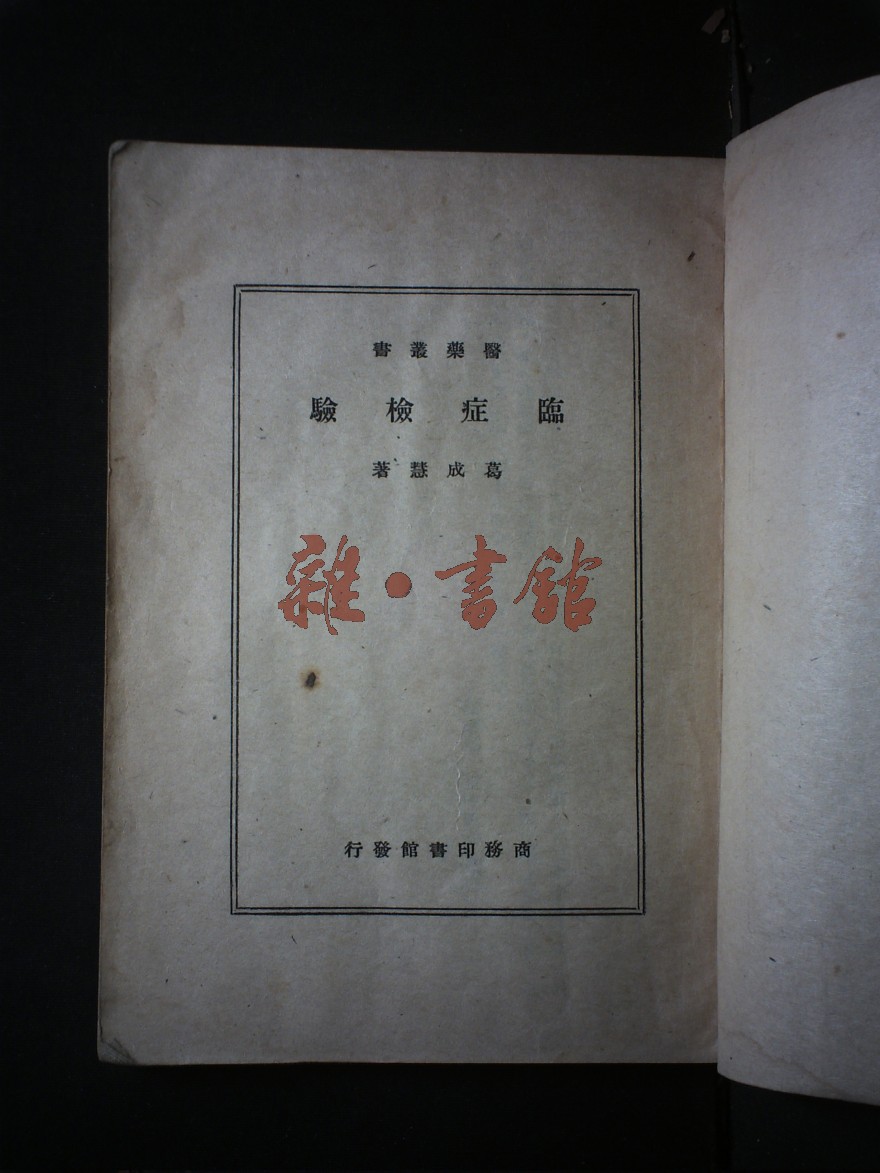 醫藥叢書
臨症檢驗
葛成慧著
雜·書館
商務印書館發行